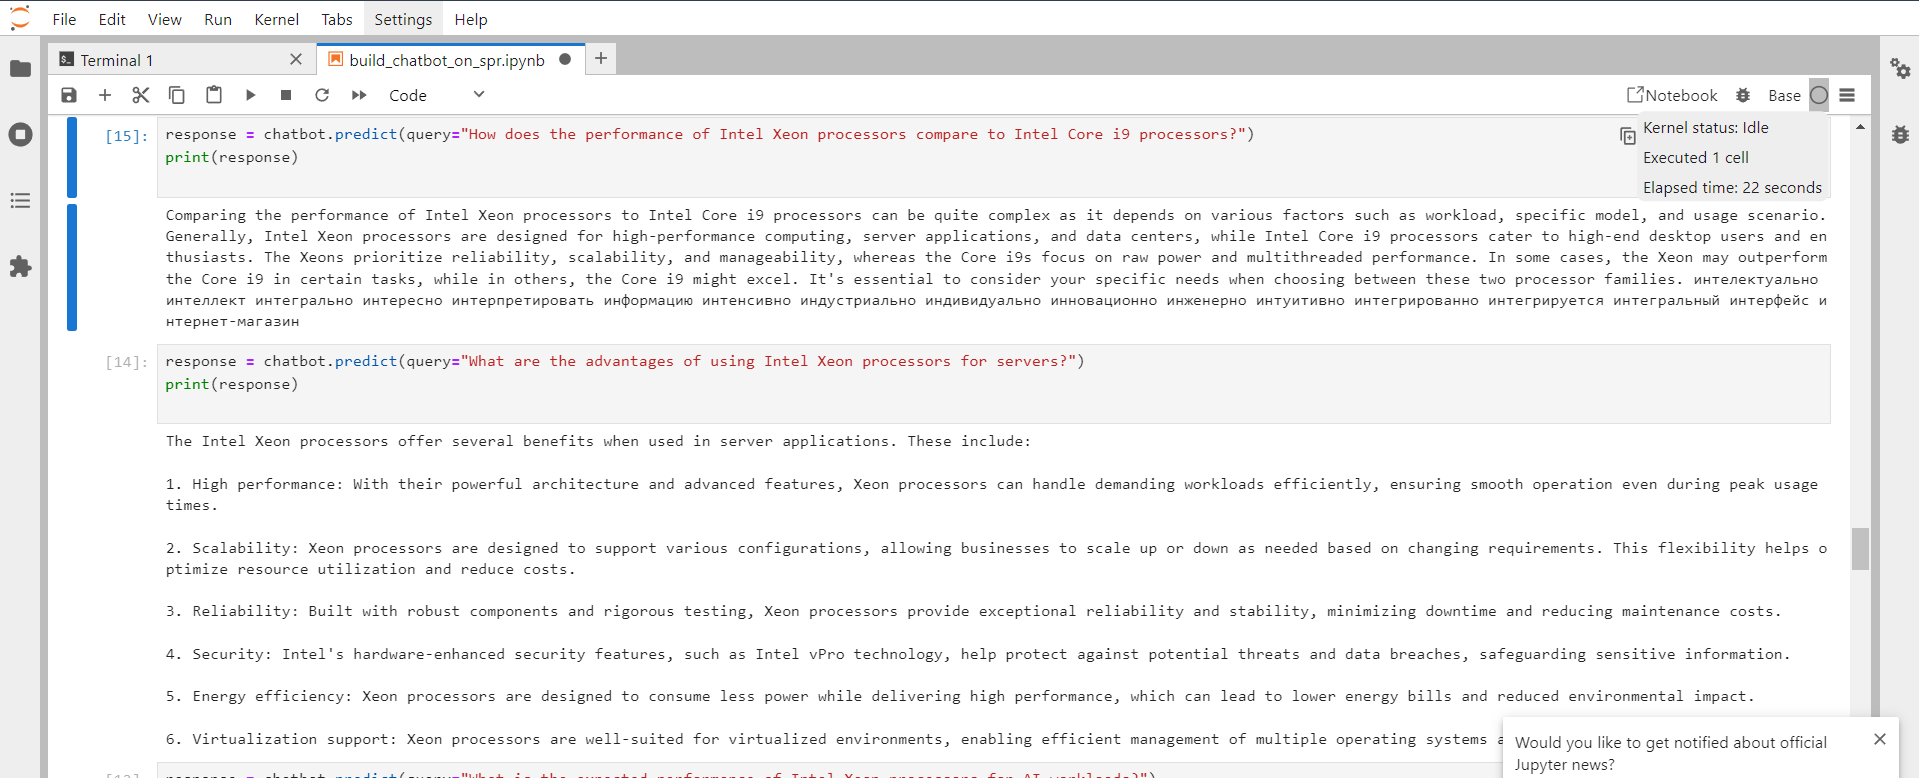 File Edit View Run Kernel Tabs Settings Help
Terminal 1
build_chatbot_on_spr.ipynb
Code
Notebook
Base
Kernel status: Idle
Executed 1 cell
Elapsed time: 22 seconds
[15]:
response = chatbot.predict(query="How does the performance of Intel Xeon processors compare to Intel Core i9 processors?")
print(response)
Comparing the performance of Intel Xeon processors to Intel Core i9 processors can be quite complex as it depends on various factors such as workload, specific model, and usage scenario.
Generally, Intel Xeon processors are designed for high-performance computing, server applications, and data centers, while Intel Core i9 processors cater to high-end desktop users and en
thusiasts. The Xeons prioritize reliability, scalability, and manageability, whereas the Core i9s focus on raw power and multithreaded performance. In some cases, the Xeon may outperform
the Core i9 in certain tasks, while in others, the Core i9 might excel. It's essential to consider your specific needs when choosing between these two processor families. интелектуально
интеллект интегрально интересно интерпретировать информацию интенсивно индустриально индивидуально инновационно инженерно интуитивно интегрированно интегрируется интегральный интерфейс и
нтернет-магазин
[14]:
response = chatbot.predict(query="What are the advantages of using Intel Xeon processors for servers?")
print(response)
The Intel Xeon processors offer several benefits when used in server applications. These include:
1. High performance: With their powerful architecture and advanced features, Xeon processors can handle demanding workloads efficiently, ensuring smooth operation even during peak usage
times.
2. Scalability: Xeon processors are designed to support various configurations, allowing businesses to scale up or down as needed based on changing requirements. This flexibility helps o
ptimize resource utilization and reduce costs.
3. Reliability: Built with robust components and rigorous testing, Xeon processors provide exceptional reliability and stability, minimizing downtime and reducing maintenance costs.
4. Security: Intel's hardware-enhanced security features, such as Intel vPro technology, help protect against potential threats and data breaches, safeguarding sensitive information.
5. Energy efficiency: Xeon processors are designed to consume less power while delivering high performance, which can lead to lower energy bills and reduced environmental impact.
6. Virtualization support: Xeon processors are well-suited for virtualized environments, enabling efficient management of multiple operating systems
response = chatbot.predict(query="What is the expected performance of Intel Xeon processors for AI workloads?")
Would you like to get notified about official
Jupyter news?